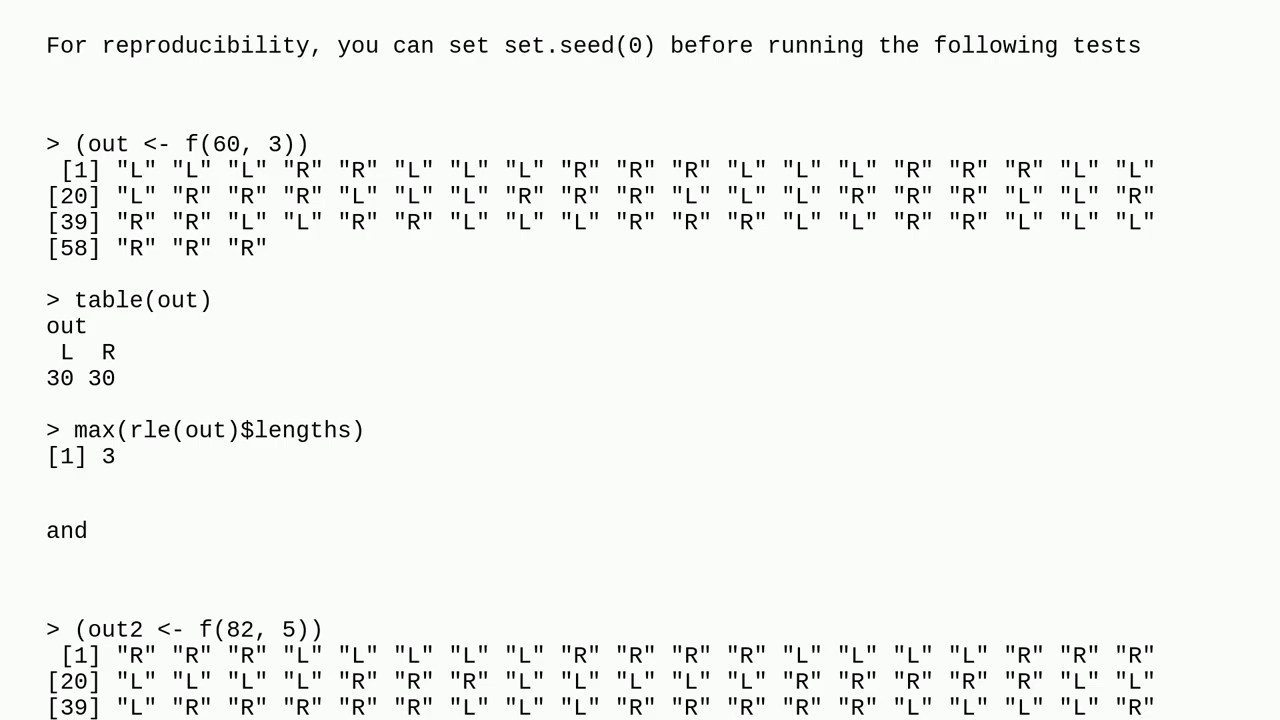 For reproducibility, you can set set.seed(0) before running the following tests
> (out <- f(60, 3))
 [1] "L" "L" "L" "R" "R" "L" "L" "L" "R" "R" "R" "L" "L" "L" "R" "R" "R" "L" "L"
[20] "L" "R" "R" "R" "L" "L" "L" "R" "R" "R" "L" "L" "L" "R" "R" "R" "L" "L" "R"
[39] "R" "R" "L" "L" "R" "R" "L" "L" "L" "R" "R" "R" "L" "L" "R" "R" "L" "L" "L"
[58] "R" "R" "R"
> table(out)
out
 L  R
30 30
> max(rle(out)$lengths)
[1] 3
and
> (out2 <- f(82, 5))
 [1] "R" "R" "R" "L" "L" "L" "L" "L" "R" "R" "R" "R" "L" "L" "L" "L" "R" "R" "R"
[20] "L" "L" "L" "L" "R" "R" "R" "L" "L" "L" "L" "L" "R" "R" "R" "R" "R" "L" "L"
[39] "L" "R" "R" "R" "R" "R" "L" "L" "L" "R" "R" "R" "R" "R" "L" "L" "L" "L" "R"